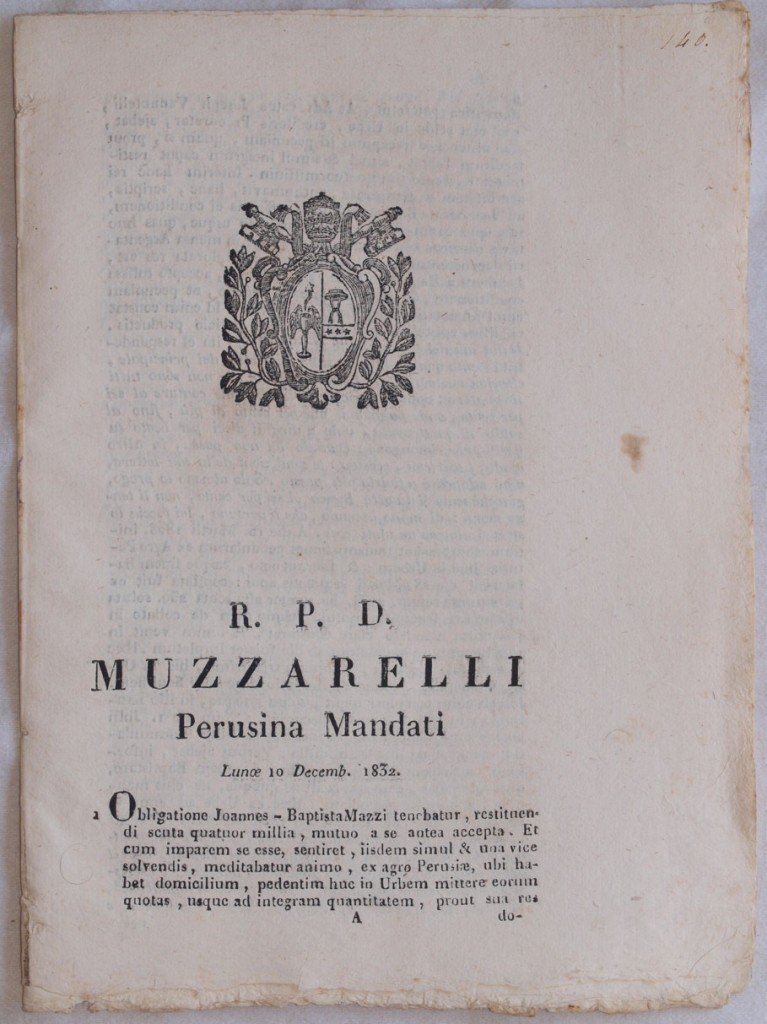 140.
R. P. D.
MUZZARELLI
Perusina Mandati
Lunæ 10 Decemb. 1832.
1 Obligatione Joannes - Baptista Mazzi tenebatur, restituen-
di scuta quatuor millia, mutuo a se antea accepta. Et
cum imparem se esse, sentiret, iisdem simul & una vice
solvendis, meditabatur animo, ex agro Perusiæ, ubi ha-
bet domicilium, pedentim huc in Urbem mittere eorum
quotas, usque ad integram quantitatem, prout sua res
A do-